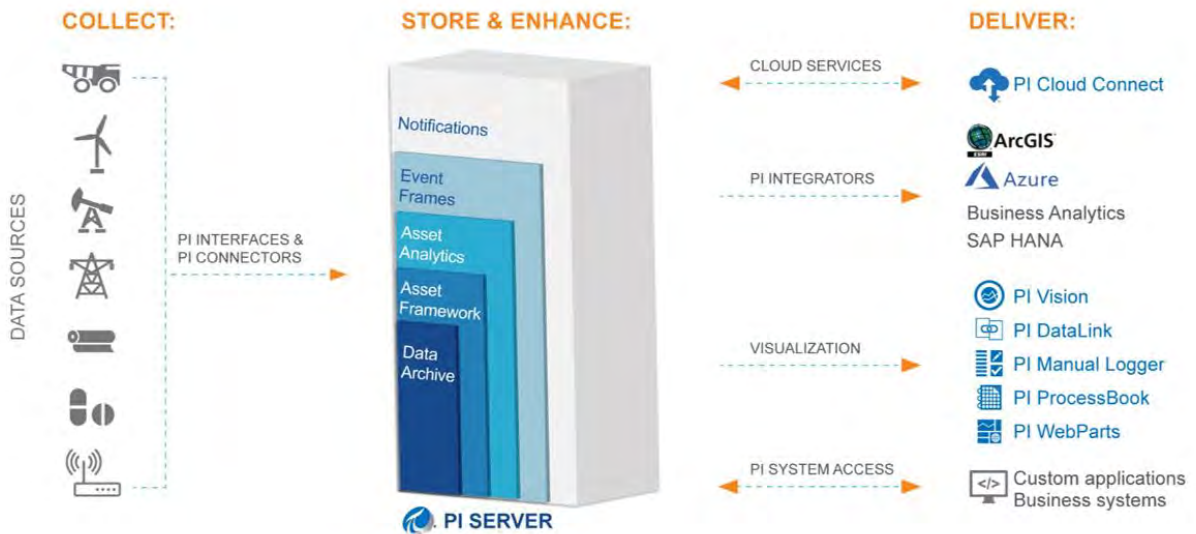 COLLECT:
STORE & ENHANCE:
DELIVER:
DATA SOURCES
PI INTERFACES &
PI CONNECTORS
Notifications
Event
Frames
Asset
Analytics
Asset
Framework
Data
Archive
PI SERVER
CLOUD SERVICES
PI Cloud Connect
PI INTEGRATORS
ArcGIS
Azure
Business Analytics
SAP HANA
VISUALIZATION
PI Vision
PI DataLink
PI Manual Logger
PI ProcessBook
PI WebParts
PI SYSTEM ACCESS
</>
Custom applications
Business systems